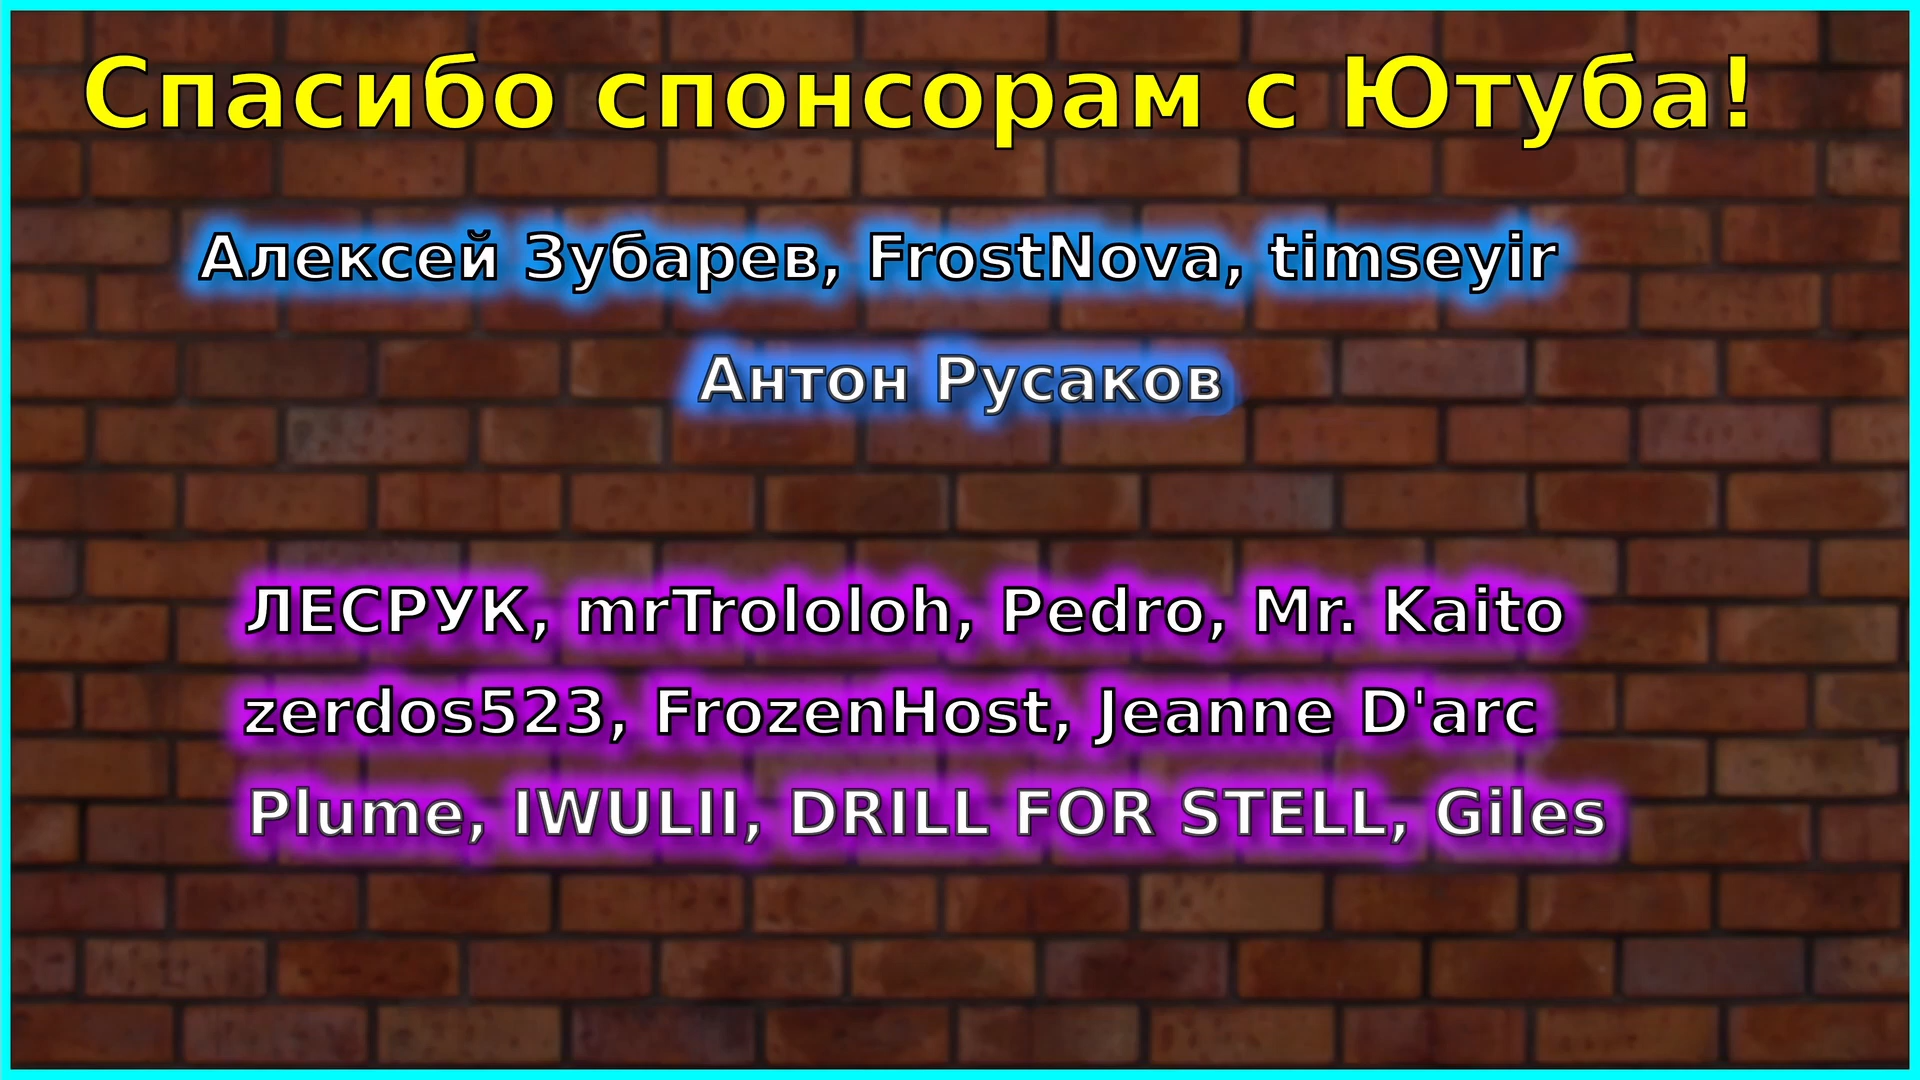 Спасибо спонсорам с Ютуба!
Алексей Зубарев, FrostNova, timseyir
Антон Русаков
ЛЕСРУК, mrTrololoh, Pedro, Mr. Kaito
zerdos523, FrozenHost, Jeanne D'arc
Plume, IWULII, DRILL FOR STELL, Giles